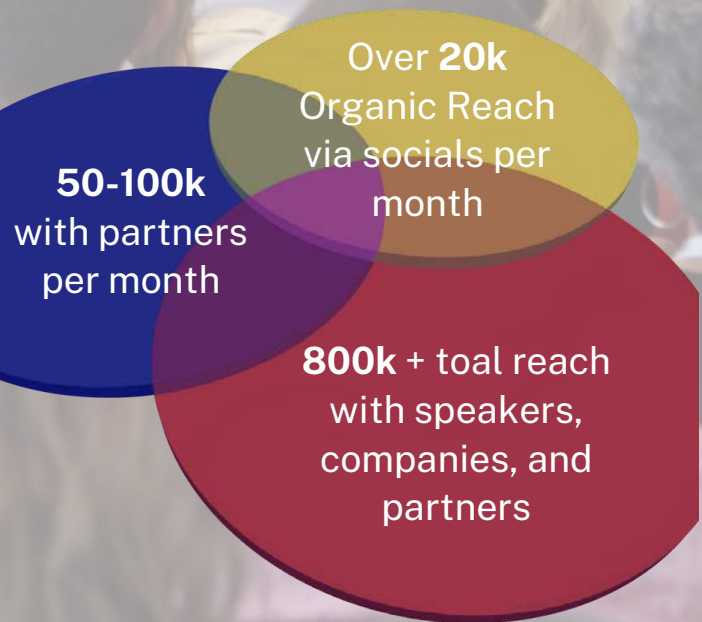 Over 20k
Organic Reach
via socials per
month
50-100k
with partners
per month
800k + toal reach
with speakers,
companies, and
partners